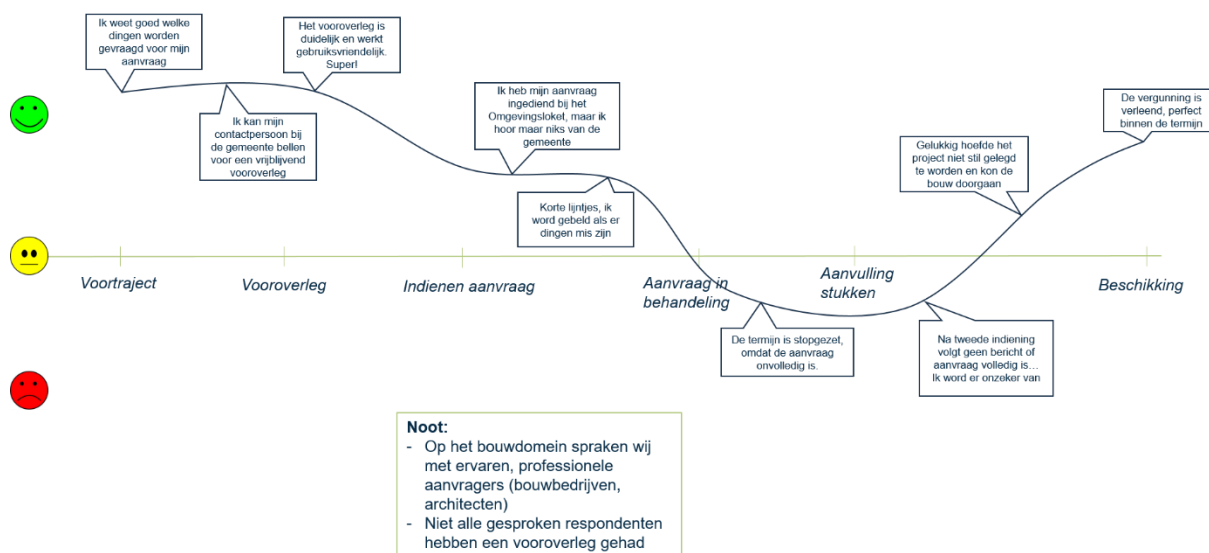 Ik weet goed welke
dingen worden
gevraagd voor mijn
aanvraag
Het vooroverleg is
duidelijk en werkt
gebruiksvriendelijk.
Super!
Ik kan mijn
contactpersoon bij
de gemeente bellen
voor een vrijblijvend
vooroverleg
Ik heb mijn aanvraag
ingediend bij het
Omgevingsloket, maar ik
hoor maar niks van de
gemeente
Korte lijntjes, ik
word gebeld als er
dingen mis zijn
De vergunning is
verleend, perfect
binnen de termijn
Gelukkig hoefde het
project niet stil gelegd
te worden en kon de
bouw doorgaan
Voortraject
Vooroverleg
Indienen aanvraag
Aanvraag in
behandeling
Aanvulling
stukken
Beschikking
De termijn is stopgezet,
omdat de aanvraag
onvolledig is.
Na tweede indiening
volgt geen bericht of
aanvraag volledig is…
Ik word er onzeker van
Noot:
- Op het bouwdomein spraken wij
met ervaren, professionele
aanvragers (bouwbedrijven,
architecten)
- Niet alle gesproken respondenten
hebben een vooroverleg gehad